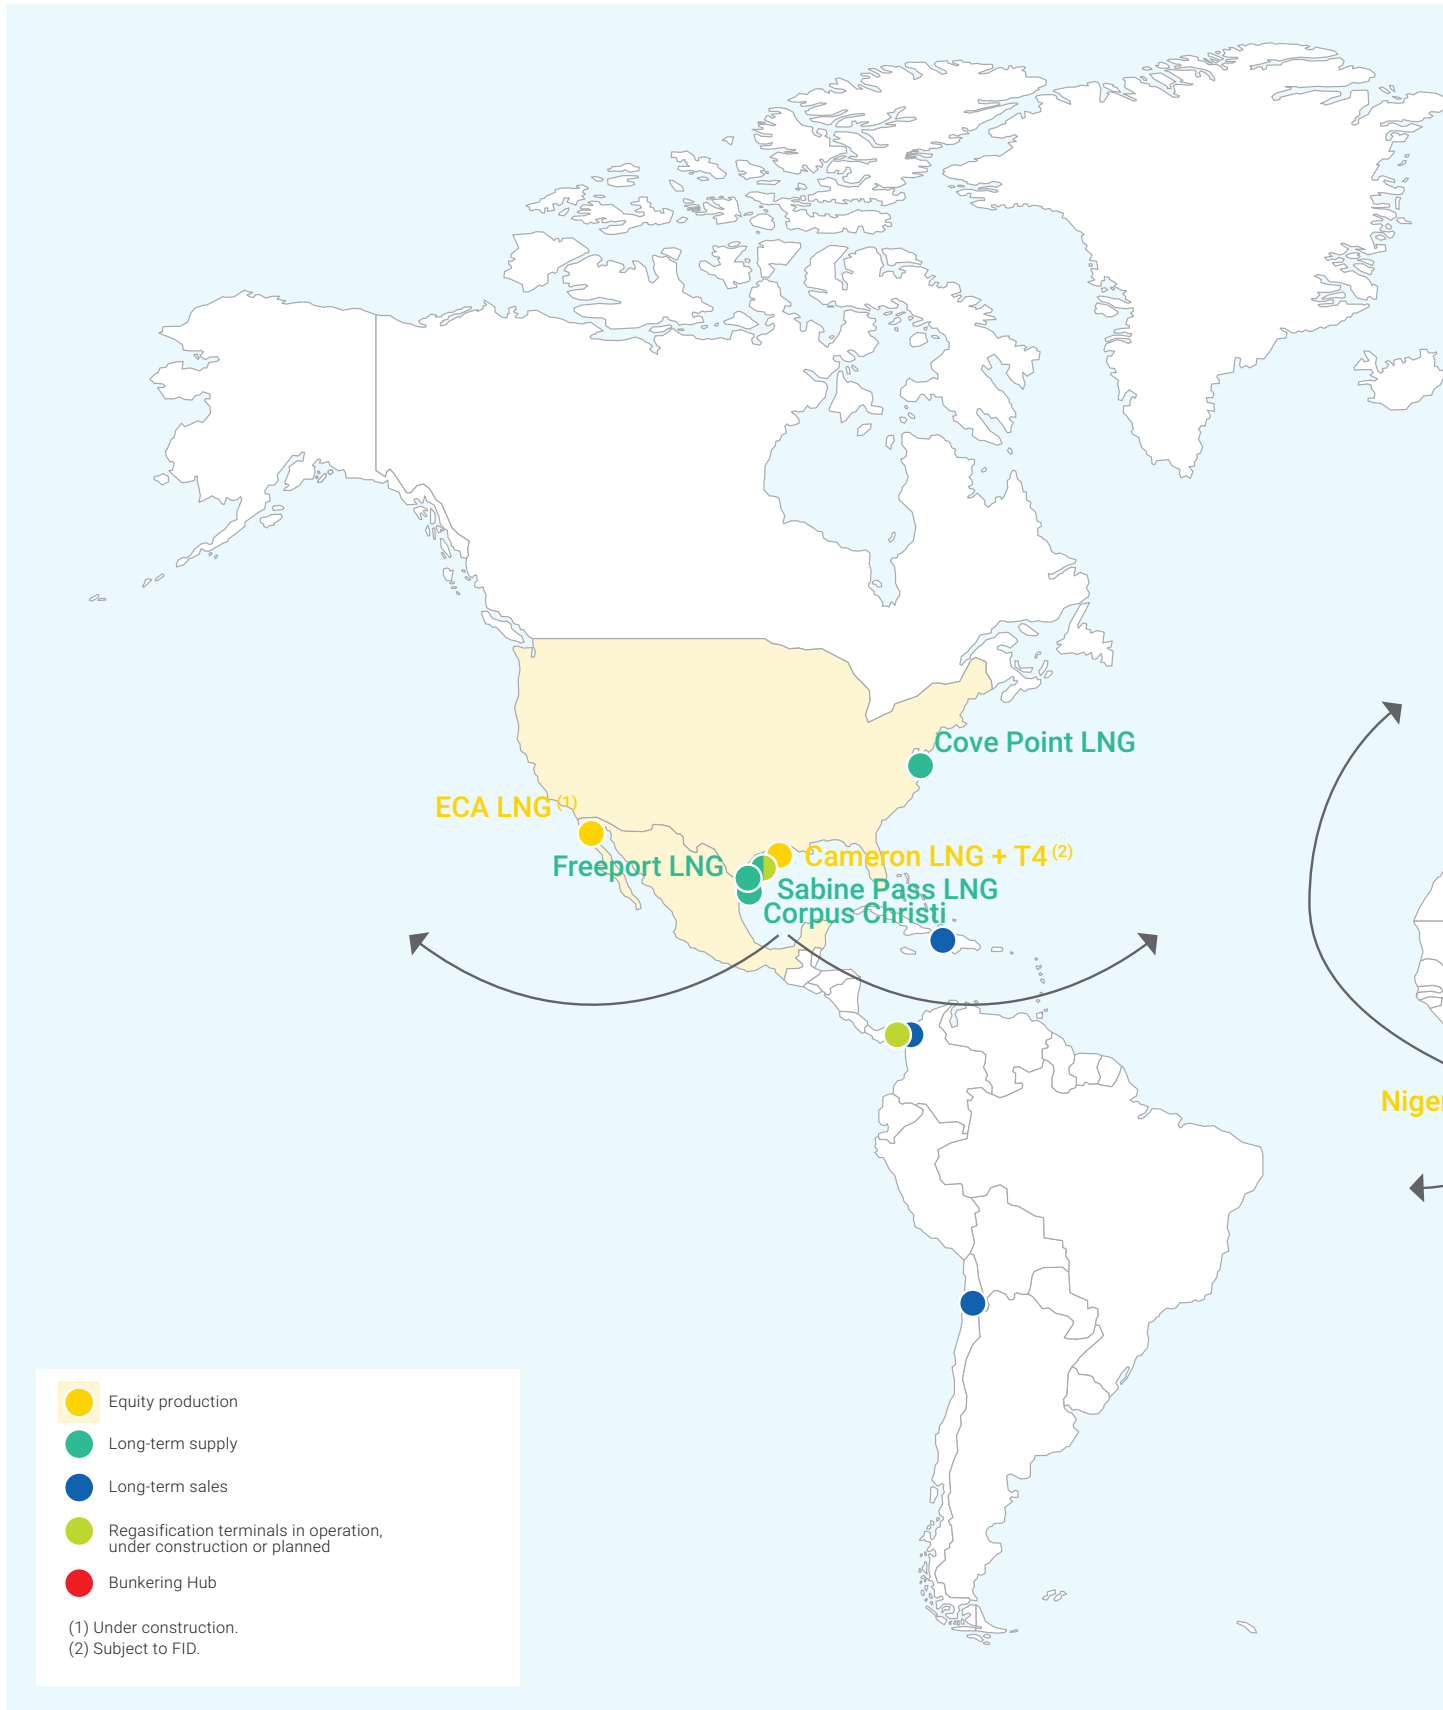 Cove Point LNG
ECA LNG (1)
Freeport LNG
Cameron LNG + T4 (2)
Sabine Pass LNG
Corpus Christi
Equity production
Long-term supply
Long-term sales
Regasification terminals in operation,
under construction or planned
Bunkering Hub
(1) Under construction.
(2) Subject to FID.